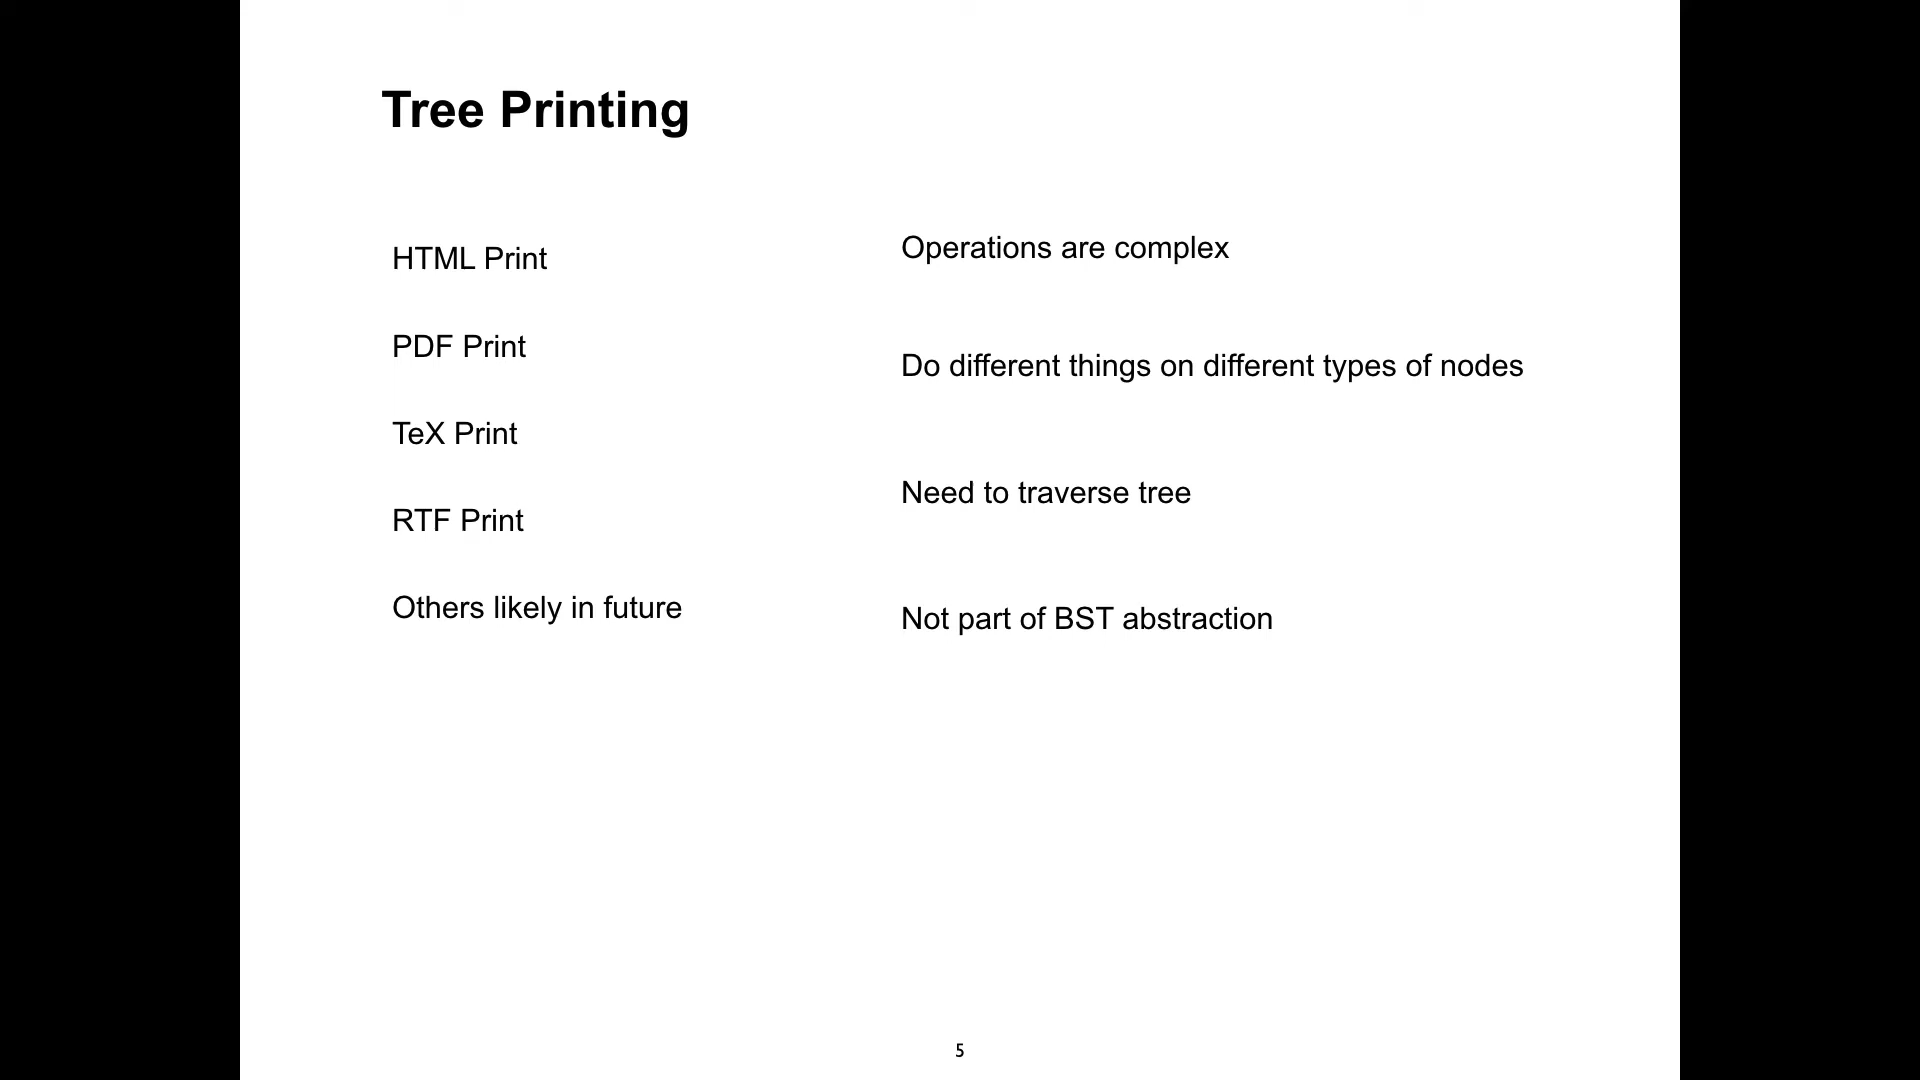 Tree Printing
HTML Print
PDF Print
TeX Print
RTF Print
Others likely in future
Operations are complex
Do different things on different types of nodes
Need to traverse tree
Not part of BST abstraction
5